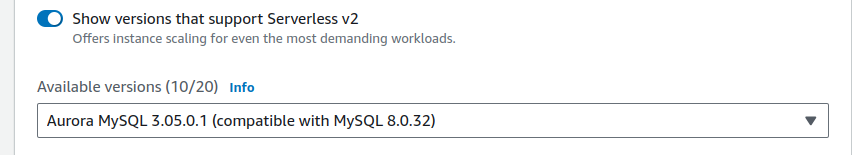 Show versions that support Serverless v2
Offers instance scaling for even the most demanding workloads.
Available versions (10/20) Info
Aurora MySQL 3.05.0.1 (compatible with MySQL 8.0.32)